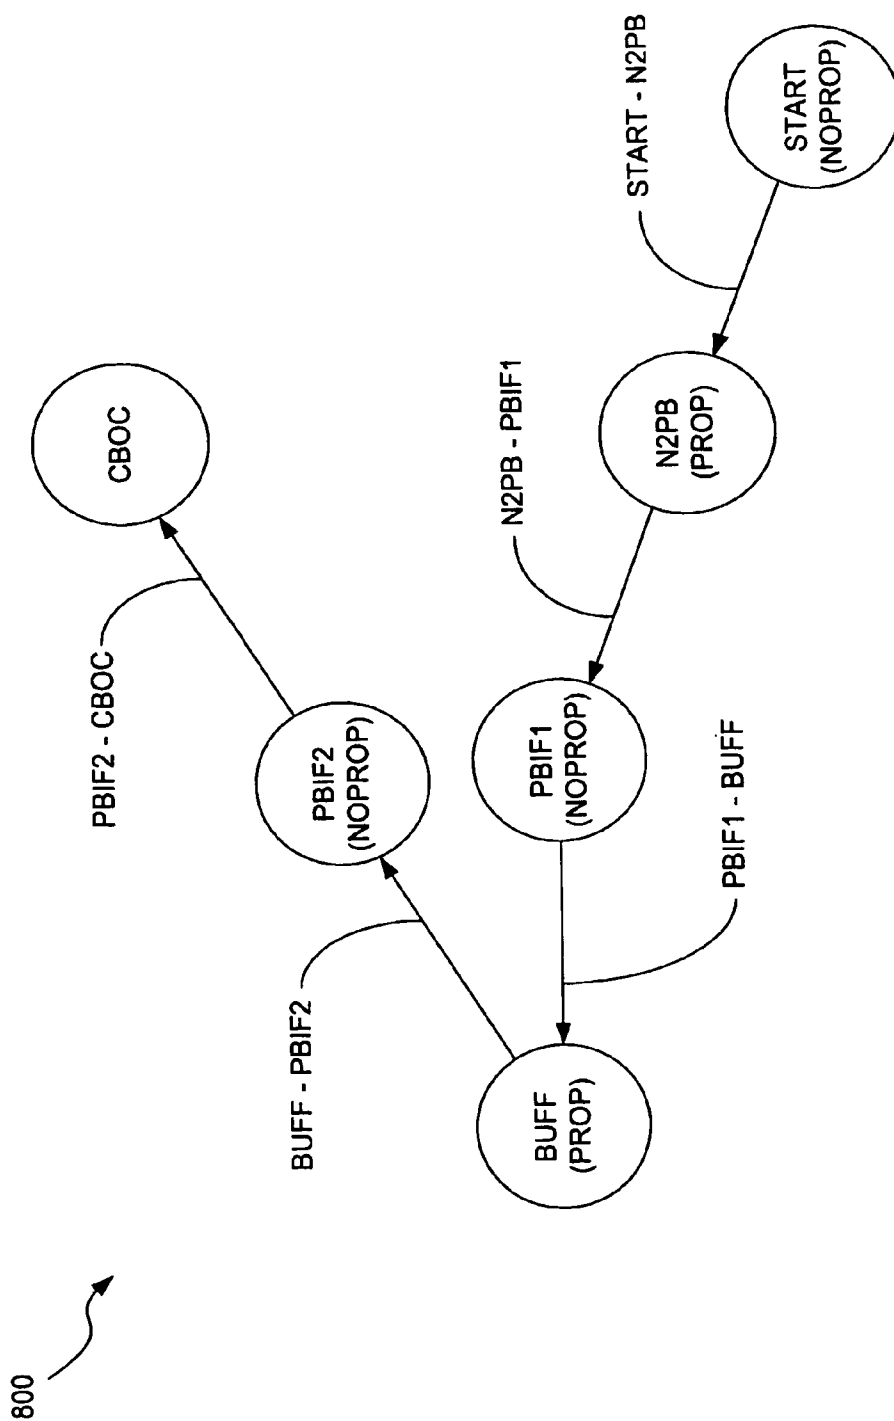 800
PBIF2 - CBOC
CBOC
BUFF - PBIF2
PBIF2
(NOPROP)
N2PB - PBIF1
BUFF
(PROP)
PBIF1
(NOPROP)
START - N2PB
N2PB
(PROP)
PBIF1 - BUFF
START
(NOPROP)